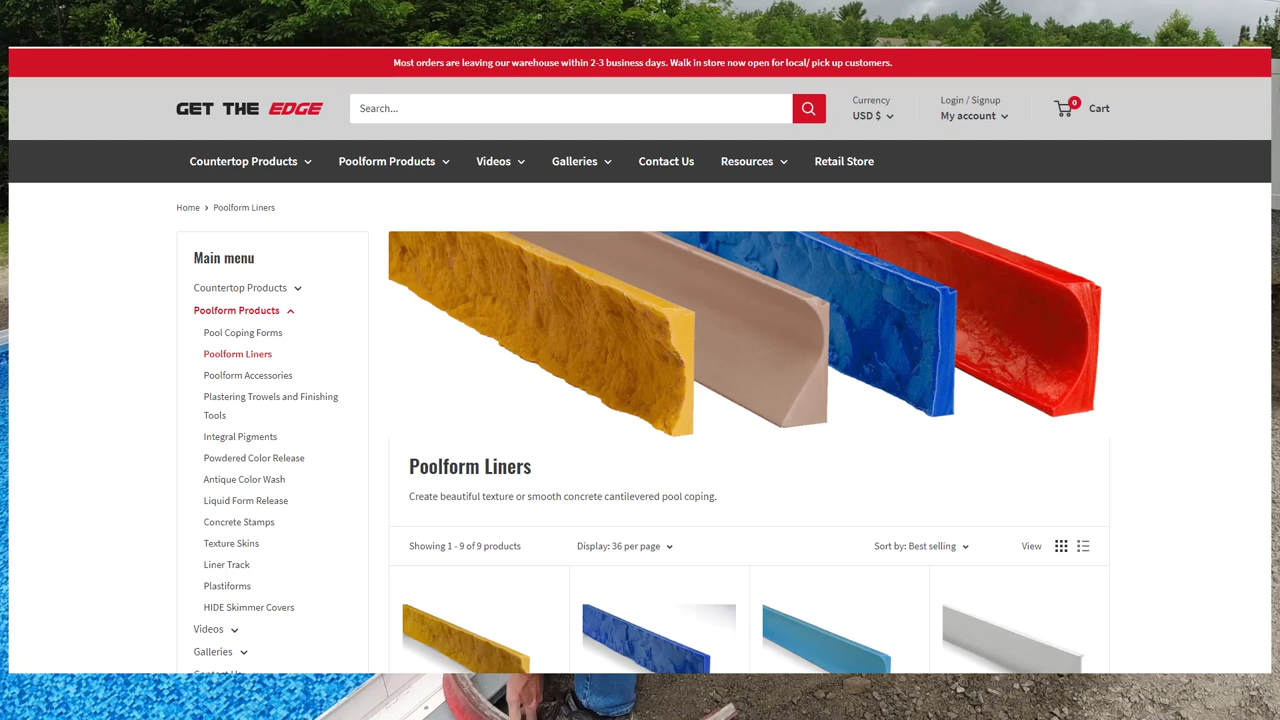 Most orders are leaving our warehouse within 2-3 business days. Walk in store now open for local/ pick up customers.
GET THE EDGE
Search...
Currency
USD $
Login / Signup
My account
0
Cart
Countertop Products
Poolform Products
Videos
Galleries
Contact Us
Resources
Retail Store
Home
Poolform Liners
Main menu
Countertop Products
Poolform Products
Pool Coping Forms
Poolform Liners
Poolform Accessories
Plastering Trowels and Finishing
Tools
Integral Pigments
Powdered Color Release
Antique Color Wash
Liquid Form Release
Concrete Stamps
Texture Skins
Liner Track
Plastiforms
HIDE Skimmer Covers
Videos
Galleries
Poolform Liners
Create beautiful texture or smooth concrete cantilevered pool coping.
Showing 1 - 9 of 9 products
Display: 36 per page
Sort by: Best selling
View